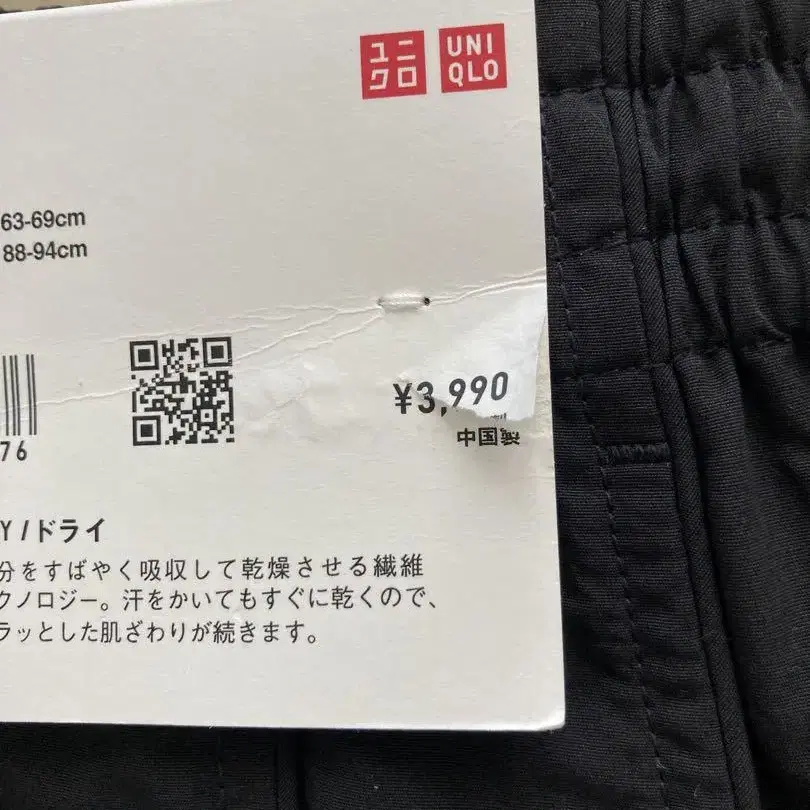 ユニ
クロ
UNI
QLO
63-69cm
88-94cm
¥3,990
中国製
76
Y/ドライ
分をすばやく吸収して乾燥させる繊維
クノロジー。汗をかいてもすぐに乾くので、
ラッとした肌ざわりが続きます。